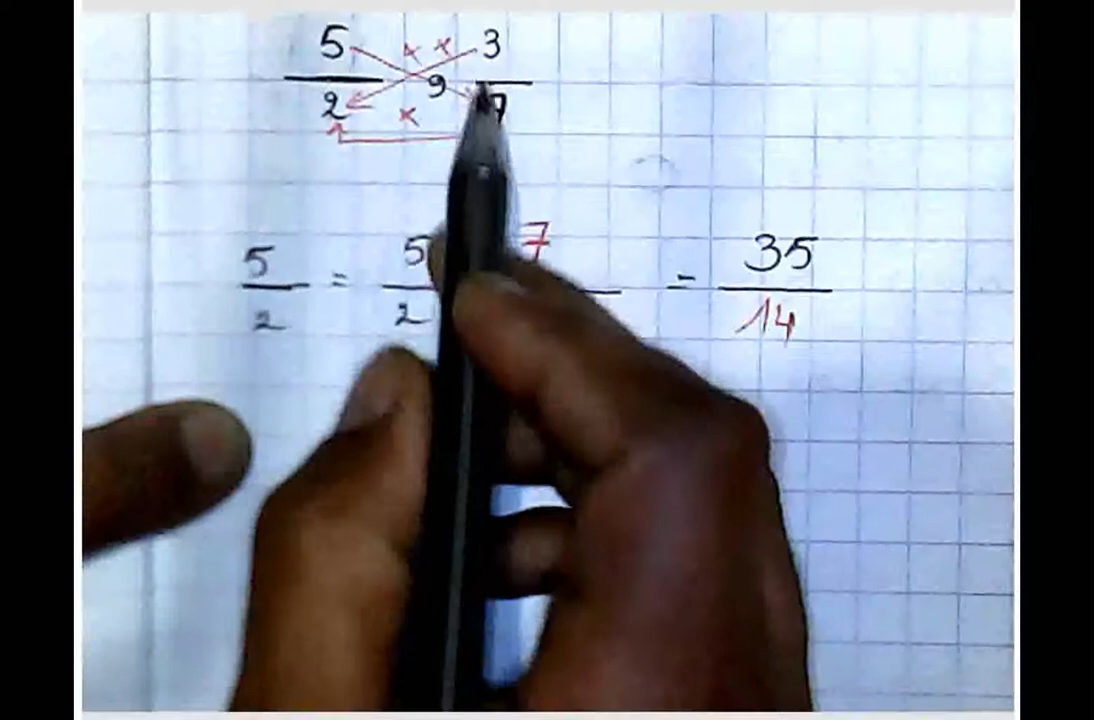 5 × × 3
2 9 7
×
5 5 7 35
= = 
2 2 14